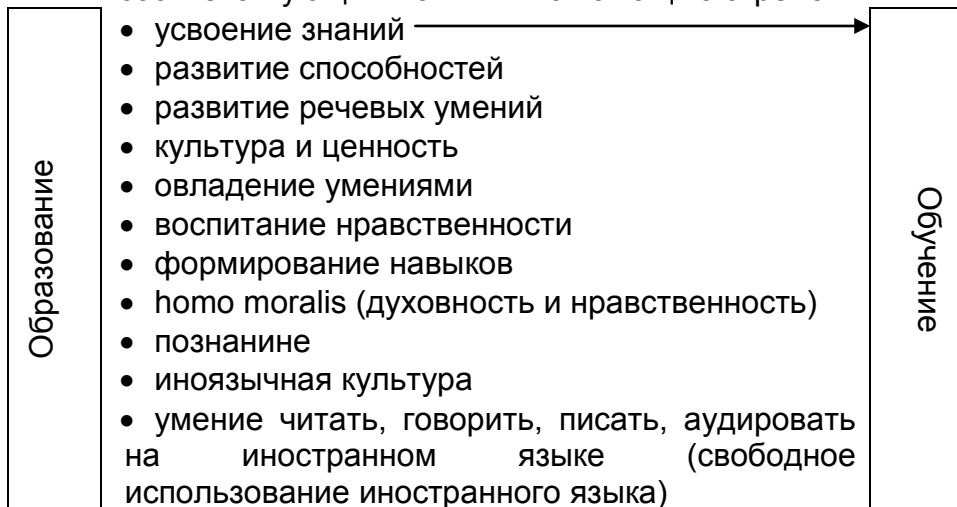 • усвоение знаний
• развитие способностей
• развитие речевых умений
• культура и ценность
• овладение умениями
• воспитание нравственности
• формирование навыков
• homo moralis (духовность и нравственность)
• познанине
• иноязычная культура
• умение читать, говорить, писать, аудировать
на иностранном языке (свободное
использование иностранного языка)
Образование
Обучение